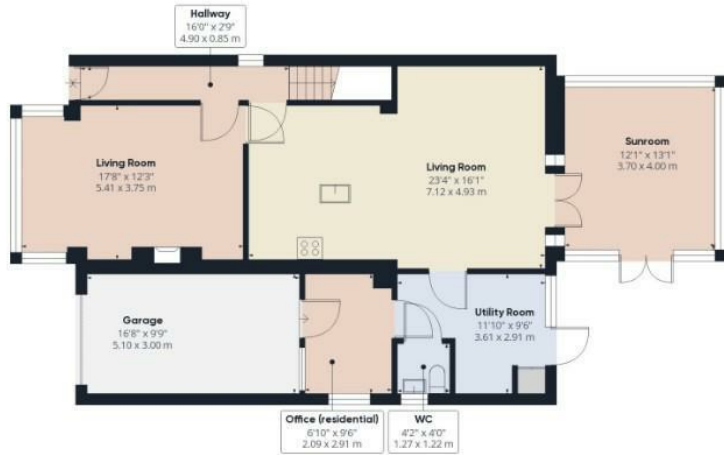 Hallway
16'0" x 2'9"
4.90 x 0.85 m
Living Room
17'8" x 12'3"
5.41 x 3.75 m
Living Room
23'4" x 16'1"
7.12 x 4.93 m
Sunroom
12'1" x 13'1"
3.70 x 4.00 m
Garage
16'8" x 9'9"
5.10 x 3.00 m
Utility Room
11'10" x 9'6"
3.61 x 2.91 m
Office (residential)
6'10" x 9'6"
2.09 x 2.91 m
WC
4'2" x 4'0"
1.27 x 1.22 m